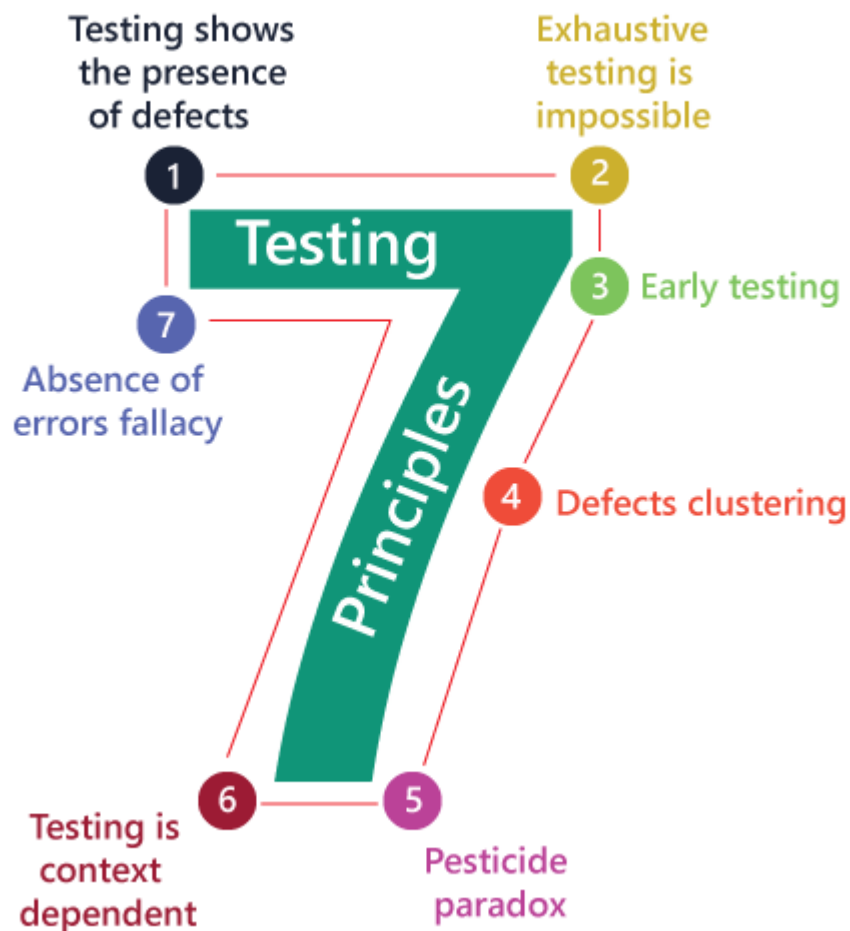 Testing shows
the presence
of defects
Exhaustive
testing is
impossible
1
2
Testing
3
Early testing
7
Absence of
errors fallacy
Principles
4
Defects clustering
6
5
Testing is
context
dependent
Pesticide
paradox